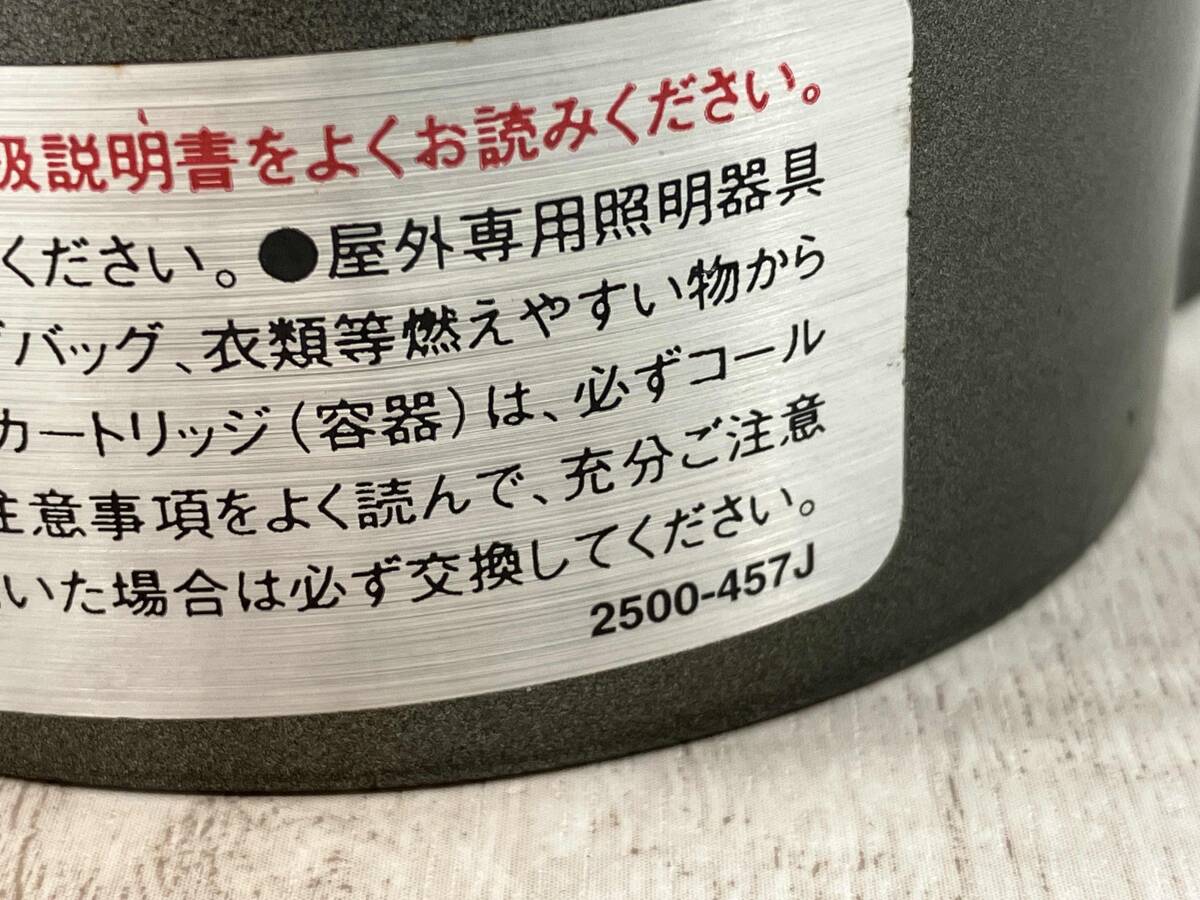 扱説明書をよくお読みください。
ください。●屋外専用照明器具
バッグ、衣類等燃えやすい物から
カートリッジ(容器)は、必ずコール
注意事項をよく読んで、充分ご注意
いた場合は必ず交換してください。
2500-457J